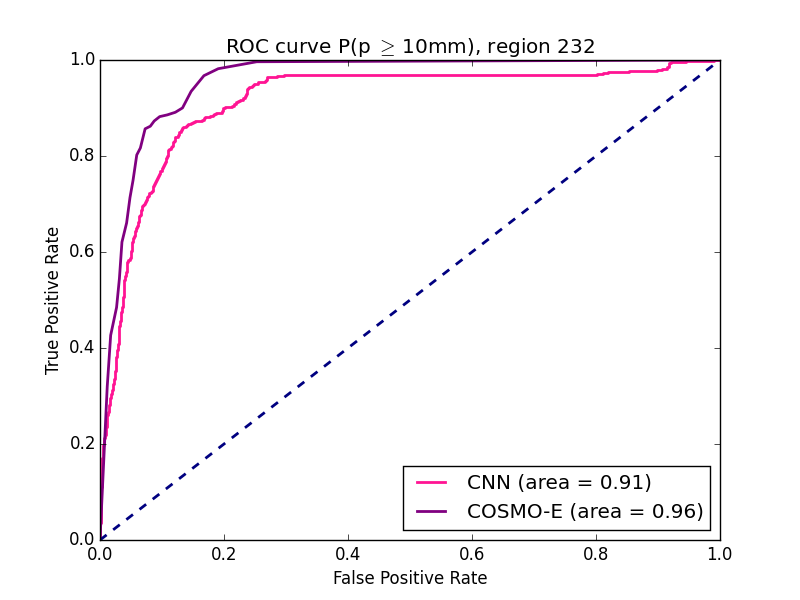 ROC curve P(p ≥ 10mm), region 232
1.0
0.8
0.6
0.4
0.2
0.0
True Positive Rate
CNN (area = 0.91)
COSMO-E (area = 0.96)
0.0 0.2 0.4 0.6 0.8 1.0
False Positive Rate